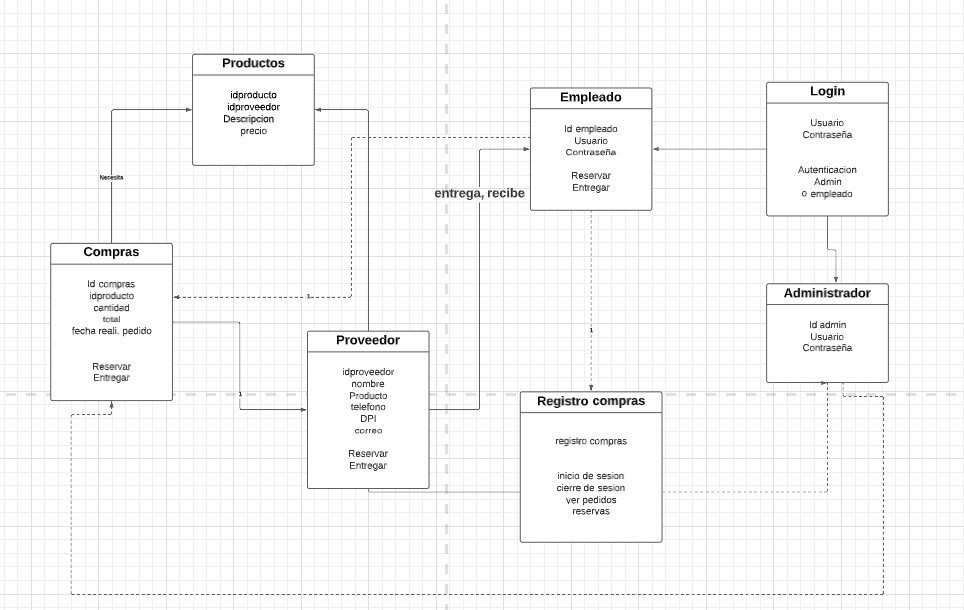 Productos
idproducto
idproveedor
Descripcion
precio
Empleado
Id empleado
Usuario
Contraseña
Reservar
Entregar
Login
Usuario
Contraseña
Autenticacion
Admin
o empleado
Necesita
entrega, recibe
Compras
Id compras
idproducto
cantidad
total
fecha reali. pedido
Reservar
Entregar
1
Administrador
Id admin
Usuario
Contraseña
Proveedor
idproveedor
nombre
Producto
telefono
DPI
correo
Reservar
Entregar
1
1
Registro compras
registro compras
inicio de sesion
cierre de sesion
ver pedidos
reservas